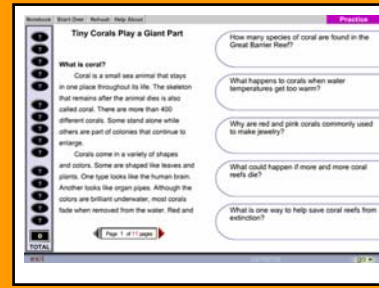 Notebook Start Over Refresh Help About
Practice
Tiny Corals Play a Giant Part
What is coral?
Coral is a small sea animal that stays
in one place throughout its life. The skeleton
that remains after the animal dies is also
called coral. There are more than 400
different corals. Some stand alone while
others are part of colonies that continue to
enlarge.
Corals come in a variety of shapes
and colors. Some are shaped like leaves and
plants. One type looks like the human brain.
Another looks like organ pipes. Although the
colors are brilliant underwater, most corals
fade when removed from the water. Red and
Page 1 of 11 pages
0
TOTAL
exit
How many species of coral are found in the
Great Barrier Reef?
What happens to corals when water
temperatures get too warm?
Why are red and pink corals commonly used
to make jewelry?
What could happen if more and more coral
reefs die?
What is one way to help save coral reefs from
extinction?
go